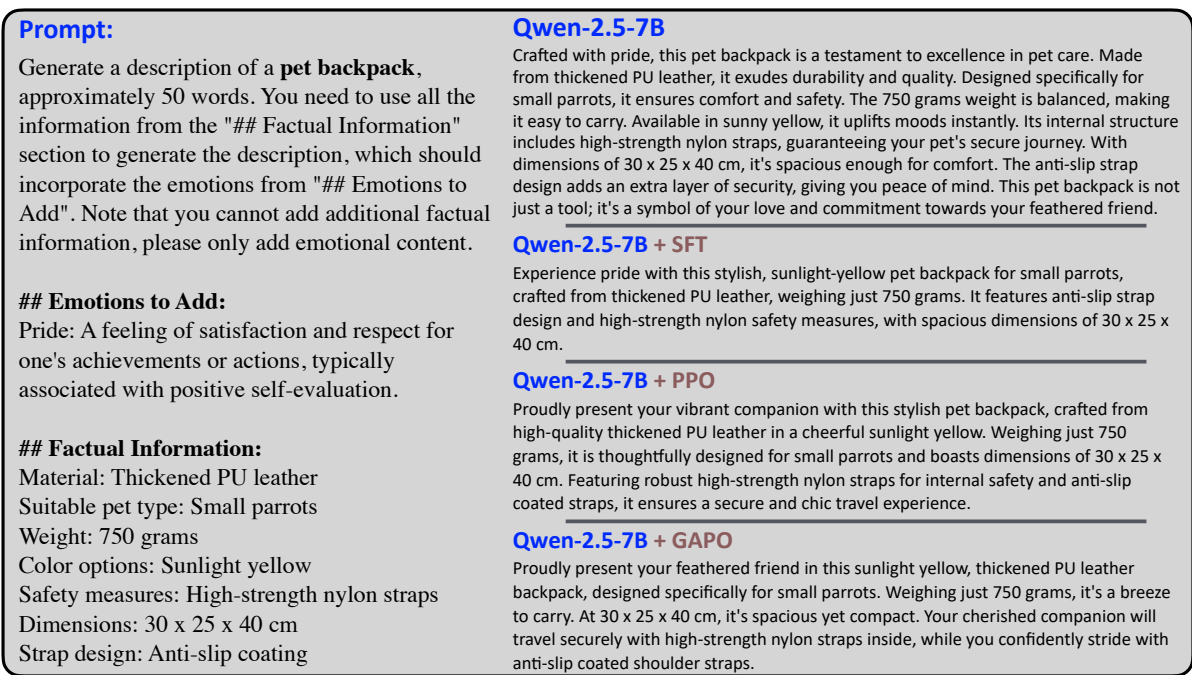 Prompt:
Generate a description of a pet backpack,
approximately 50 words. You need to use all the
information from the "## Factual Information"
section to generate the description, which should
incorporate the emotions from "## Emotions to
Add". Note that you cannot add additional factual
information, please only add emotional content.
## Emotions to Add:
Pride: A feeling of satisfaction and respect for
one's achievements or actions, typically
associated with positive self-evaluation.
## Factual Information:
Material: Thickened PU leather
Suitable pet type: Small parrots
Weight: 750 grams
Color options: Sunlight yellow
Safety measures: High-strength nylon straps
Dimensions: 30 x 25 x 40 cm
Strap design: Anti-slip coating
Qwen-2.5-7B
Crafted with pride, this pet backpack is a testament to excellence in pet care. Made
from thickened PU leather, it exudes durability and quality. Designed specifically for
small parrots, it ensures comfort and safety. The 750 grams weight is balanced, making
it easy to carry. Available in sunny yellow, it uplifts moods instantly. Its internal structure
includes high-strength nylon straps, guaranteeing your pet's secure journey. With
dimensions of 30 x 25 x 40 cm, it's spacious enough for comfort. The anti-slip strap
design adds an extra layer of security, giving you peace of mind. This pet backpack is not
just a tool; it's a symbol of your love and commitment towards your feathered friend.
Qwen-2.5-7B + SFT
Experience pride with this stylish, sunlight-yellow pet backpack for small parrots,
crafted from thickened PU leather, weighing just 750 grams. It features anti-slip strap
design and high-strength nylon safety measures, with spacious dimensions of 30 x 25 x
40 cm.
Qwen-2.5-7B + PPO
Proudly present your vibrant companion with this stylish pet backpack, crafted from
high-quality thickened PU leather in a cheerful sunlight yellow. Weighing just 750
grams, it is thoughtfully designed for small parrots and boasts dimensions of 30 x 25 x
40 cm. Featuring robust high-strength nylon straps for internal safety and anti-slip
coated straps, it ensures a secure and chic travel experience.
Qwen-2.5-7B + GAPO
Proudly present your feathered friend in this sunlight yellow, thickened PU leather
backpack, designed specifically for small parrots. Weighing just 750 grams, it's a breeze
to carry. At 30 x 25 x 40 cm, it's spacious yet compact. Your cherished companion will
travel securely with high-strength nylon straps inside, while you confidently stride with
anti-slip coated shoulder straps.